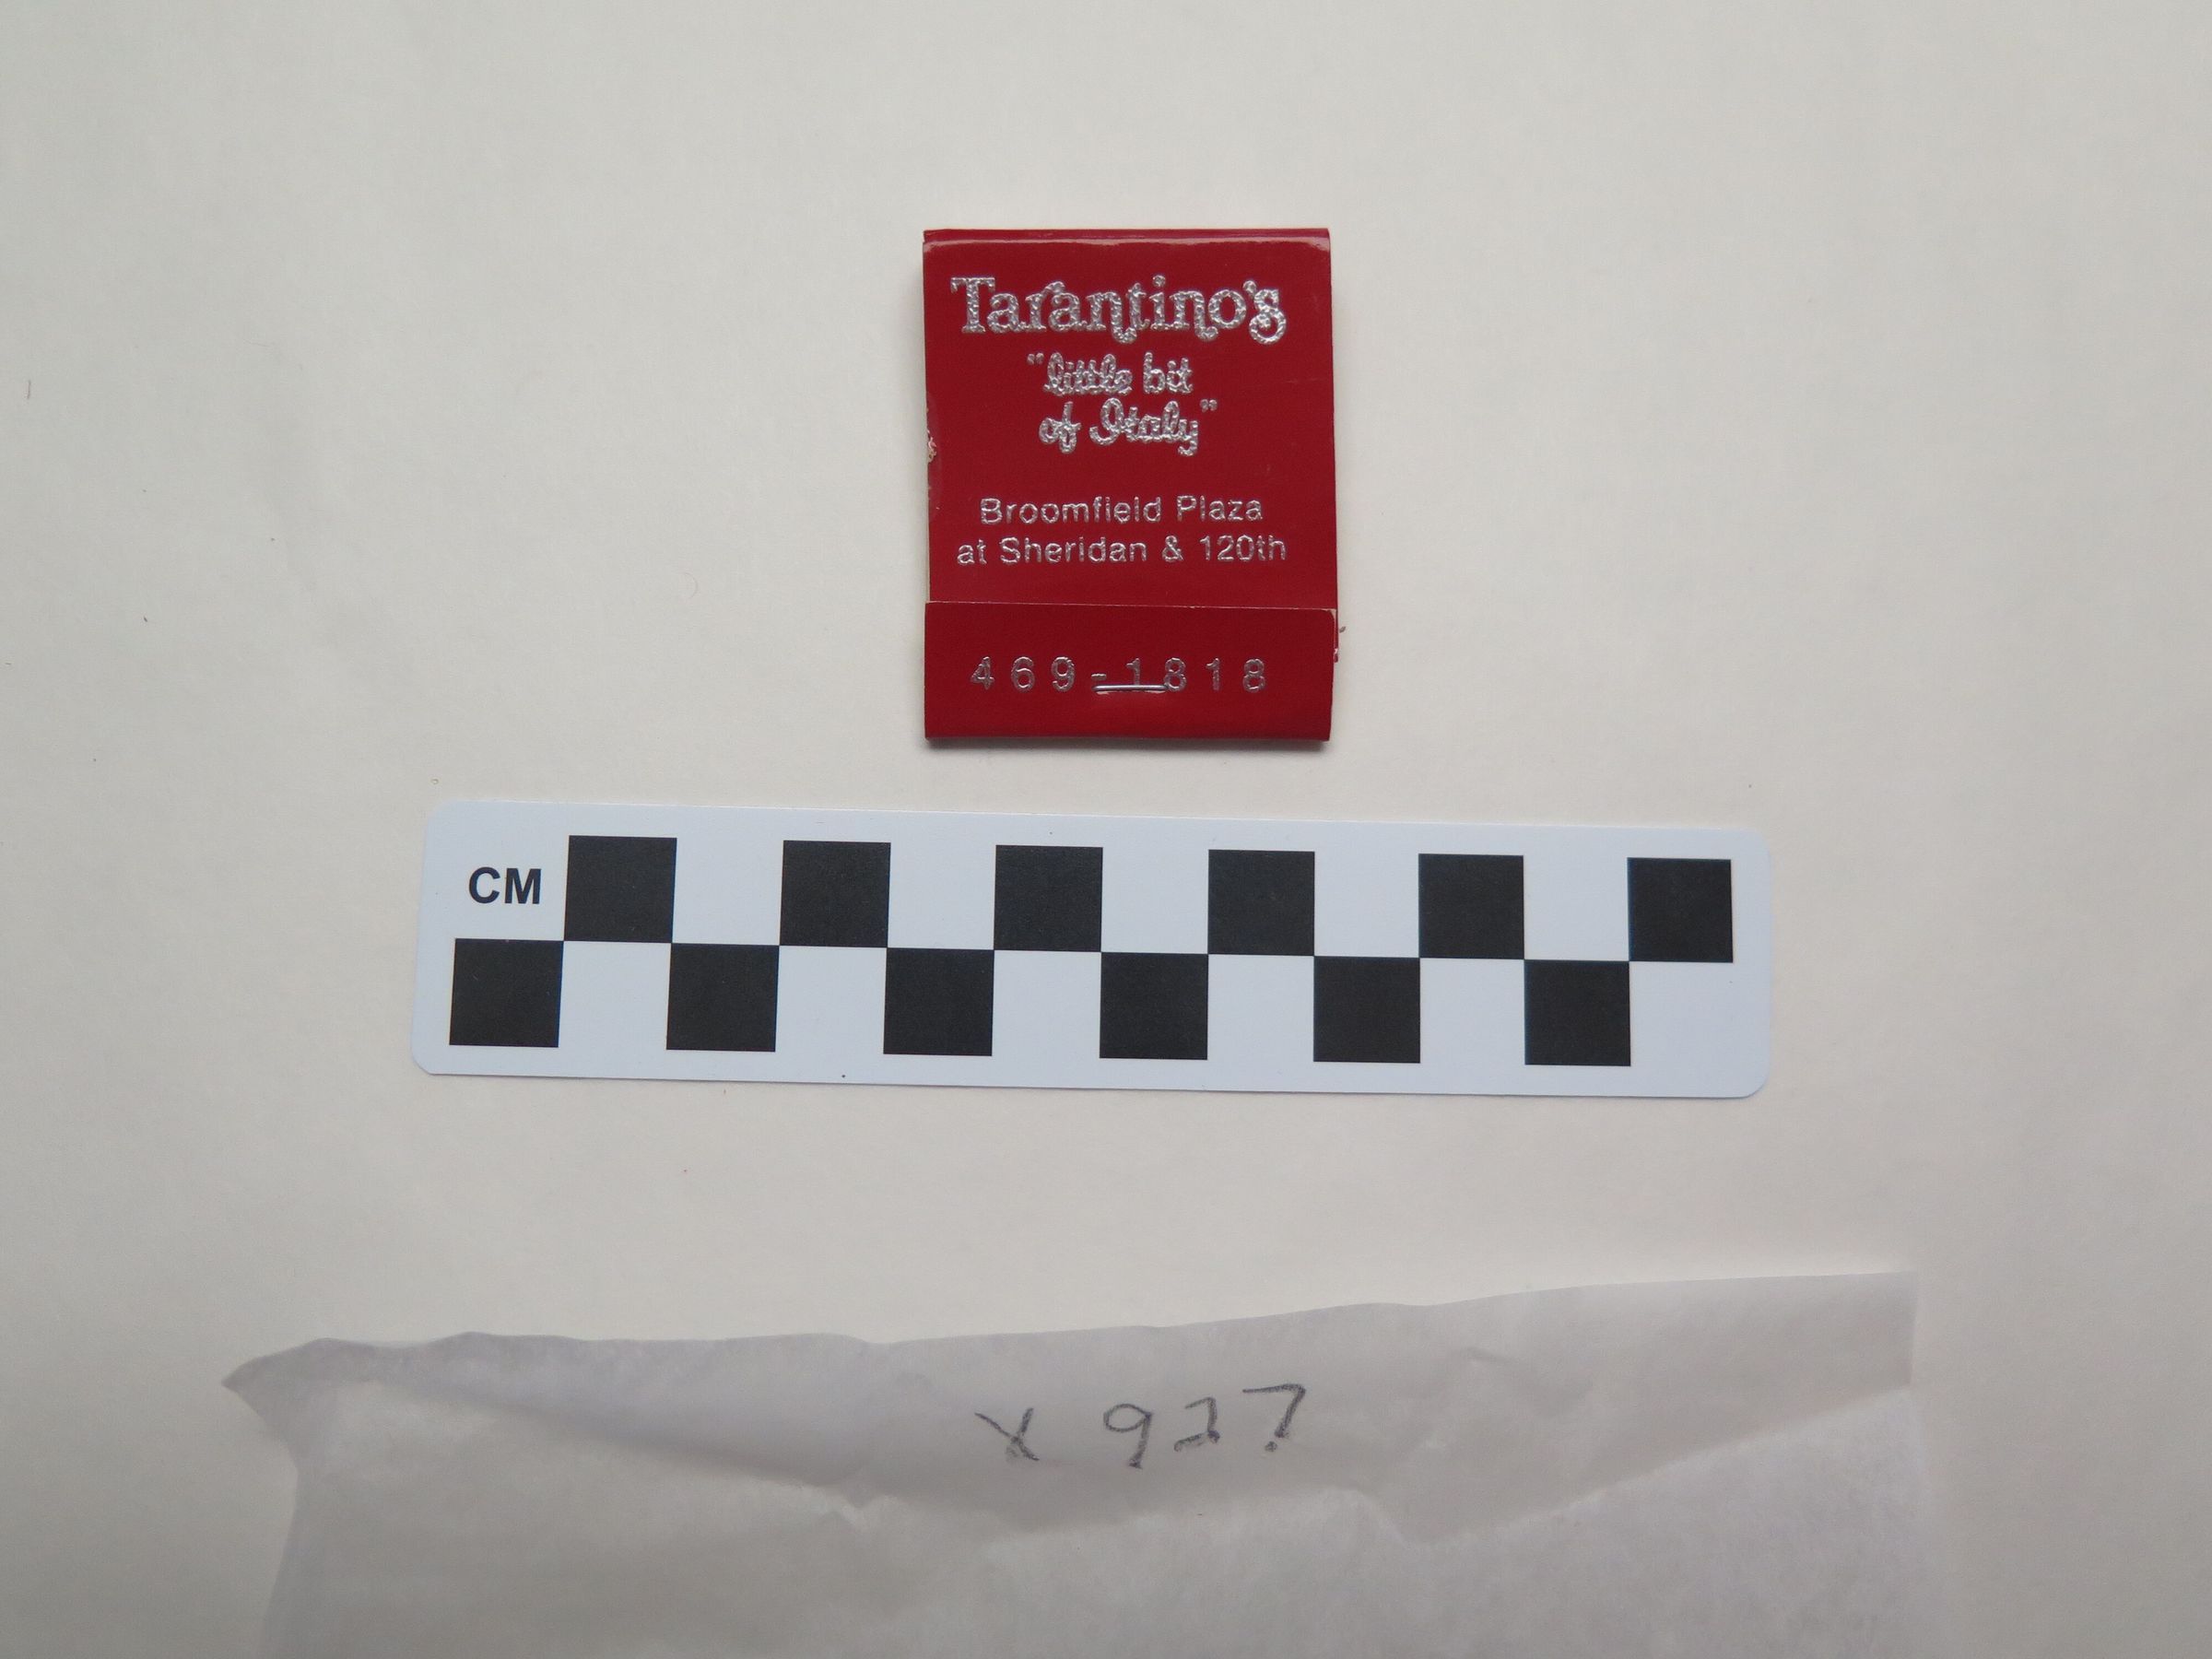 Tarantino's
"little bit
of Italy"
Broomfield Plaza
at Sheridan & 120th
469-1818
CM
X 927